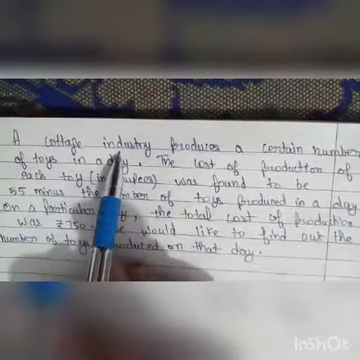 A cottage industry produces a certain number
of toys in a day. The cost of production of
each toy (in rupees) was found to be
55 minus the number of toys produced in a day
on a particular day, the total cost of production
was ₹750. We would like to find out the
number of toys produced on that day.
InShOt